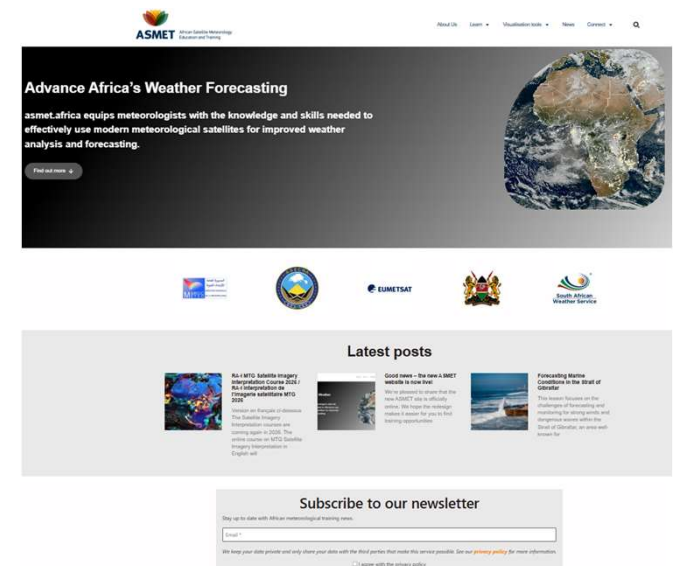 ASMET African Satellite Meteorology
Education and Training
About Us Learn Visualisation tools News Connect
Advance Africa's Weather Forecasting
asmet.africa equips meteorologists with the knowledge and skills needed to
effectively use modern meteorological satellites for improved weather
analysis and forecasting.
Find out more
EUMETSAT
South African
Weather Service
Latest posts
RA-I MTG Satellite Imagery
Interpretation Course 2026 /
RA-I Interprétation de
l'imagerie satellitaire MTG
2026
Version en français ci-dessous
The Satellite Imagery
Interpretation courses are
coming again in 2026. The
online course on MTG Satellite
Imagery Interpretation in
English will
Good news – the new ASMET
website is now live!
We're pleased to share that the
new ASMET site is officially
online. We hope the redesign
makes it easier for you to find
training opportunities
Forecasting Marine
Conditions in the Strait of
Gibraltar
This lesson focuses on the
challenges of forecasting and
monitoring for strong winds and
dangerous waves within the
Strait of Gibraltar, an area well-
known for
Subscribe to our newsletter
Stay up to date with African meteorological training news.
Email *
We keep your data private and only share your data with the third parties that make this service possible. See our privacy policy for more information.
I agree with the privacy policy